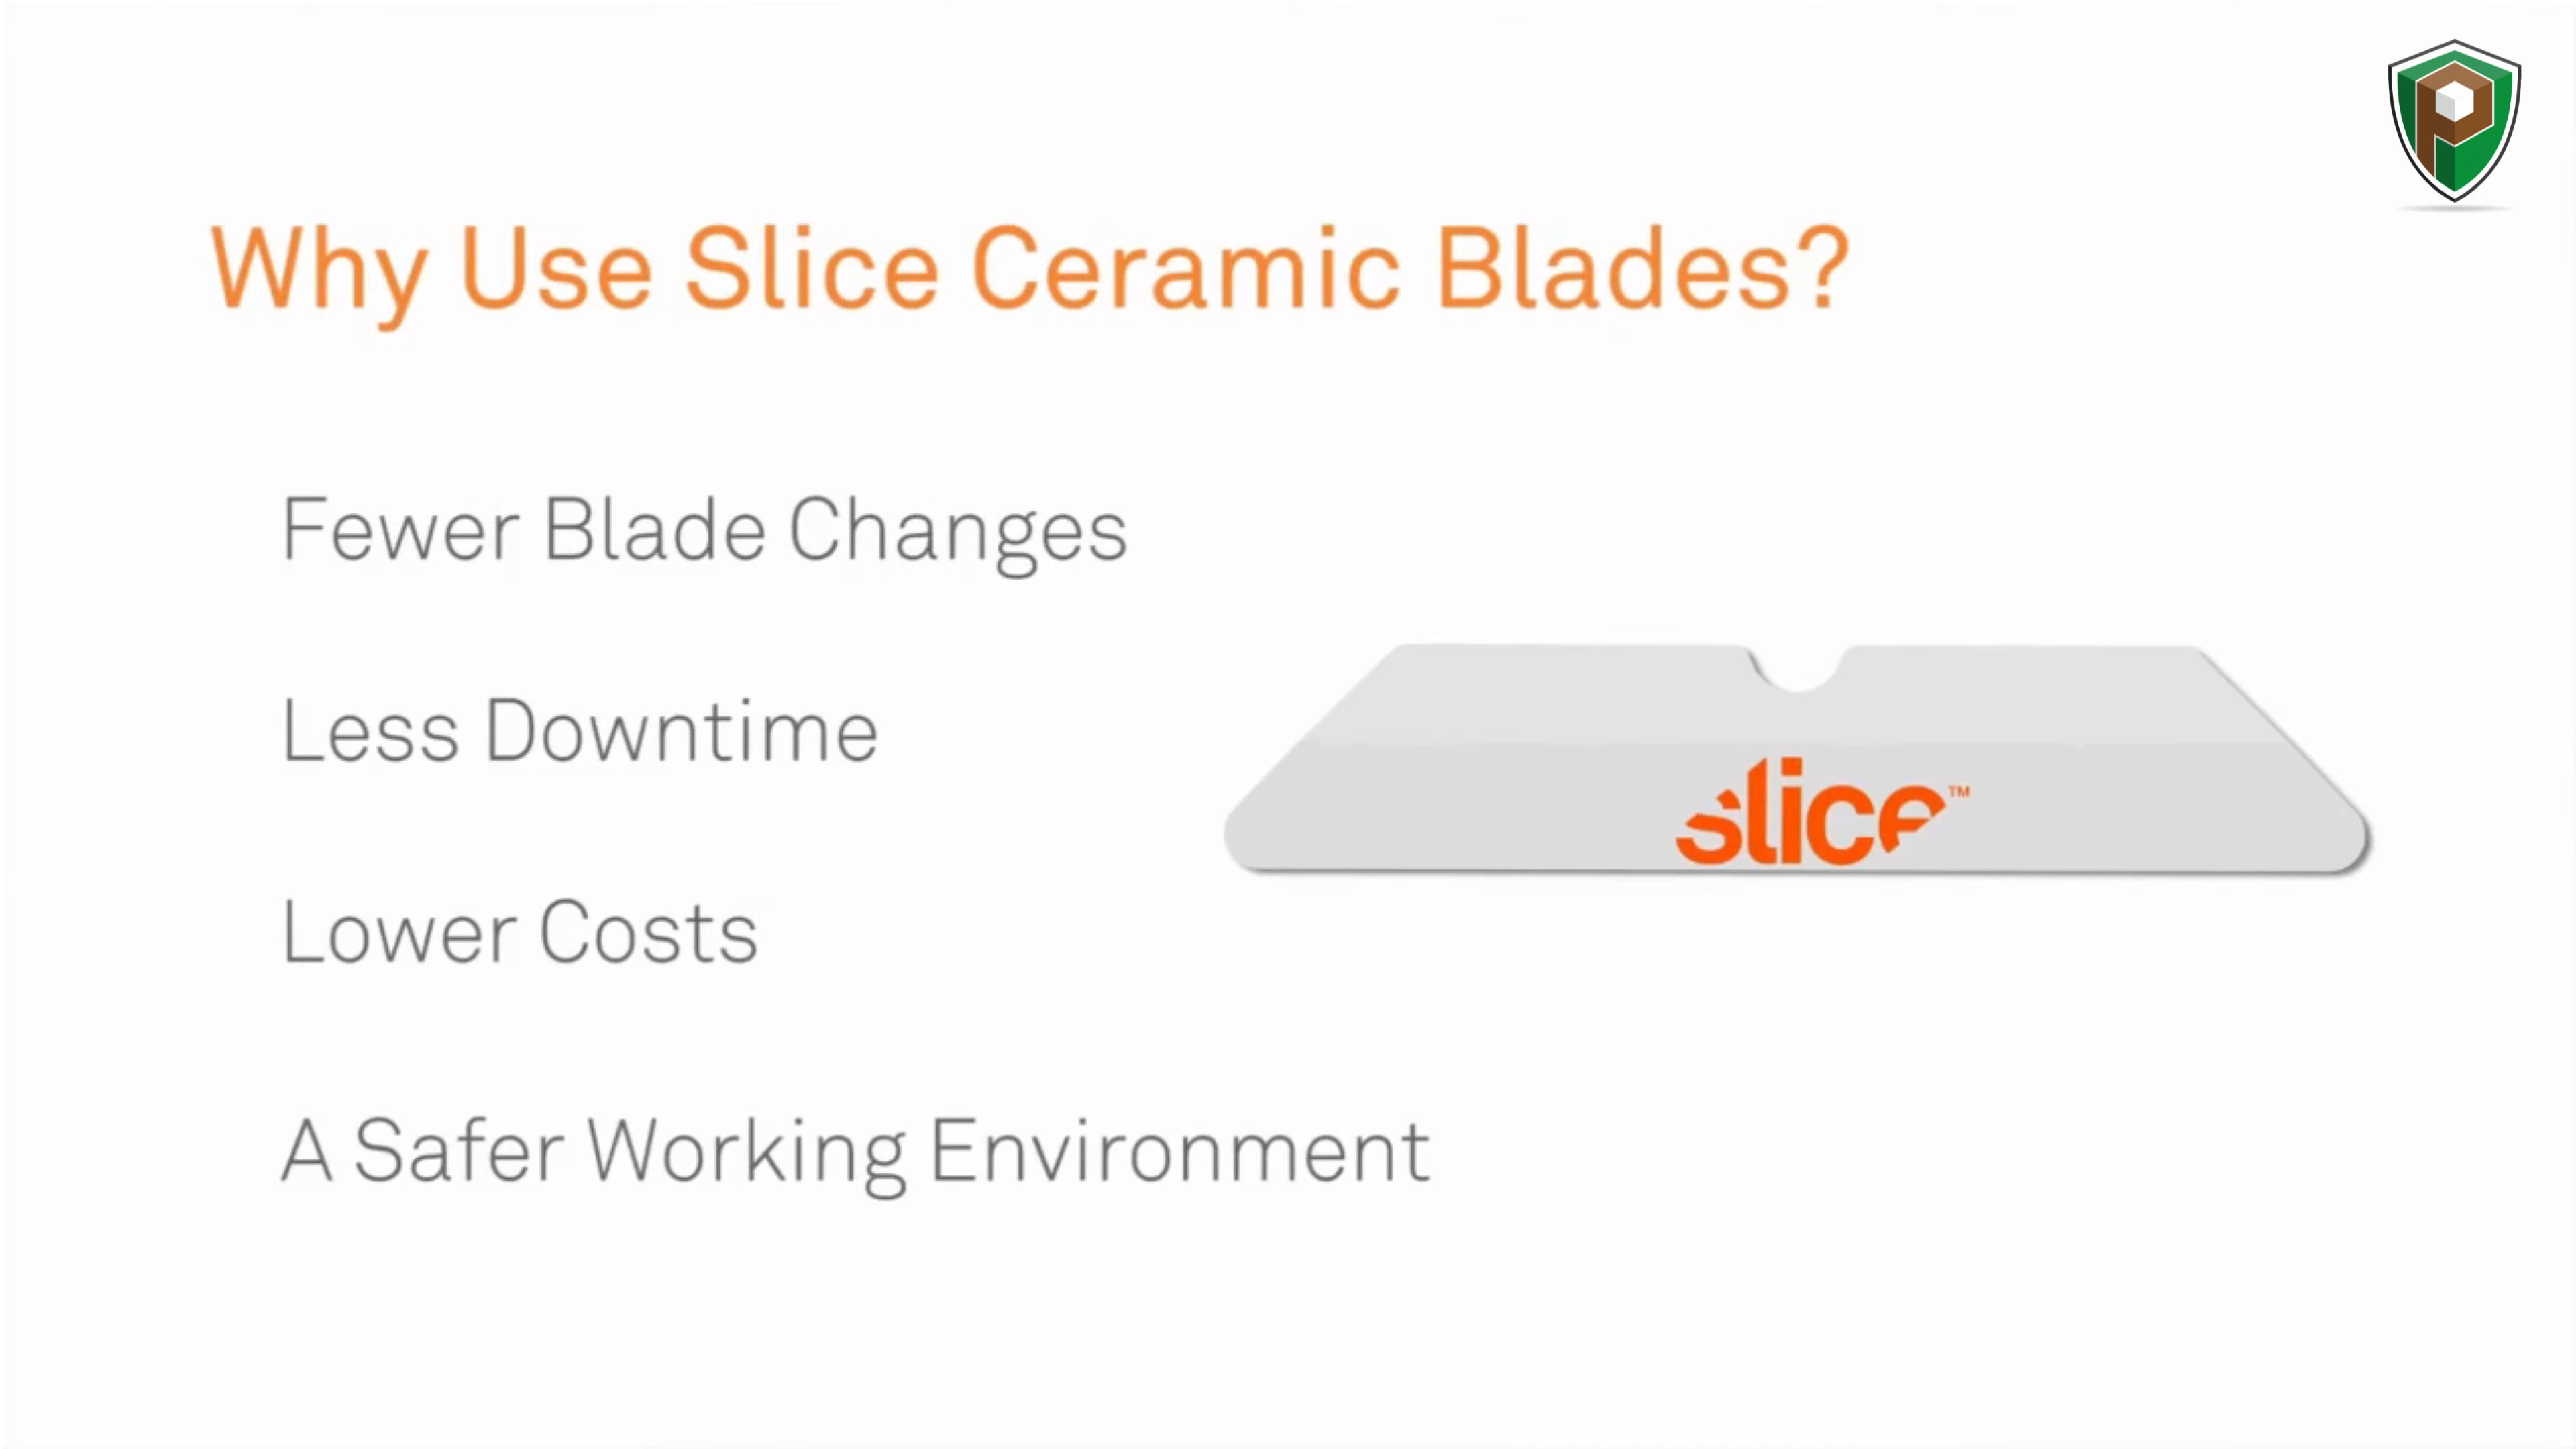 Why Use Slice Ceramic Blades?
Fewer Blade Changes
Less Downtime
slice™
Lower Costs
A Safer Working Environment